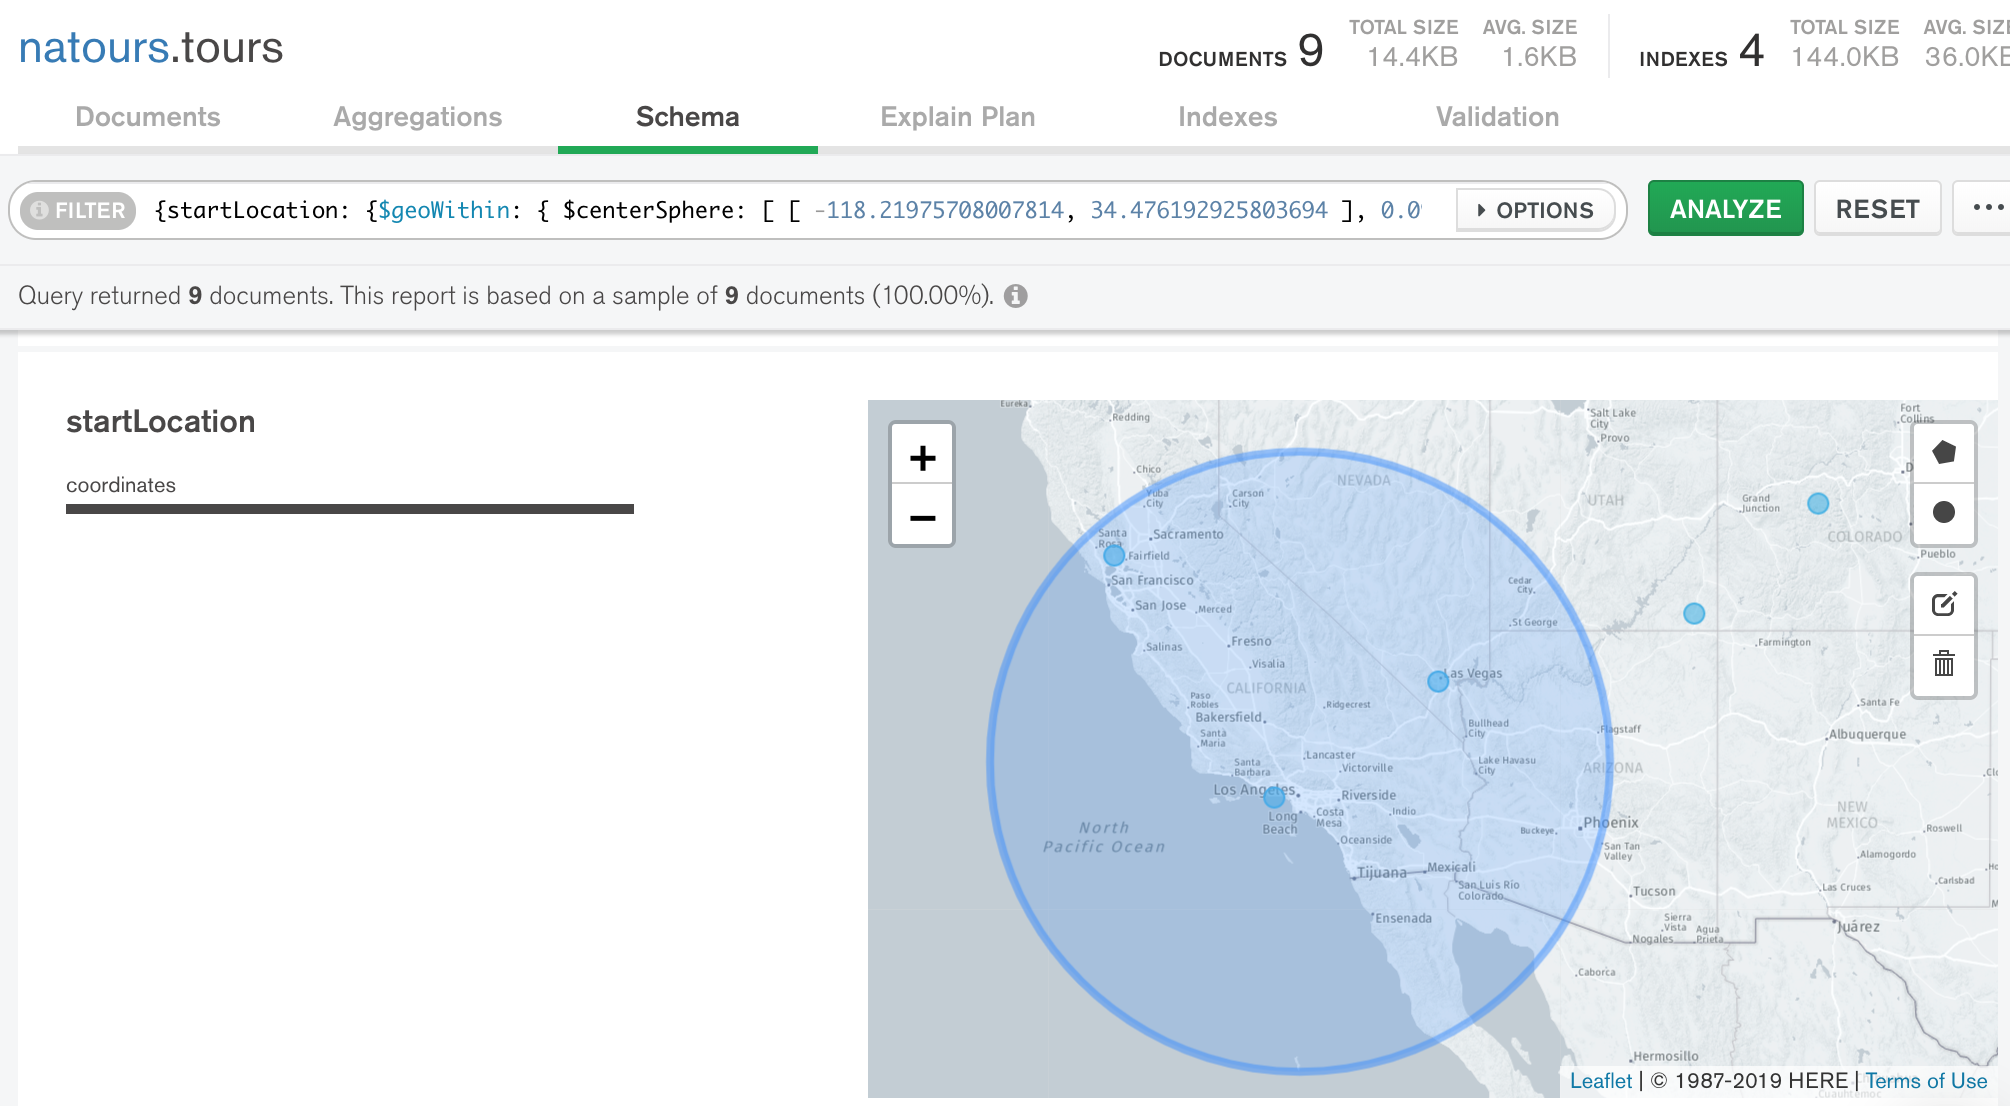 natours.tours
DOCUMENTS 9
TOTAL SIZE
14.4KB
AVG. SIZE
1.6KB
INDEXES 4
TOTAL SIZE
144.0KB
AVG. SIZE
36.0KB
Documents
Aggregations
Schema
Explain Plan
Indexes
Validation
FILTER
{startLocation: {$geoWithin: { $centerSphere: [ [ -118.21975708007814, 34.476192925803694 ], 0.0
OPTIONS
ANALYZE
RESET
Query returned 9 documents. This report is based on a sample of 9 documents (100.00%).
startLocation
coordinates
+
−
Eureka
Redding
Chico
Yuba City
Carson City
NEVADA
Santa Rosa
Sacramento
Fairfield
San Francisco
San Jose
Merced
Salinas
Fresno
Visalia
CALIFORNIA
Paso Robles
Ridgecrest
Bakersfield
Santa Maria
Lancaster
Santa Barbara
Victorville
Los Angeles
Riverside
Long Beach
Costa Mesa
Indio
Oceanside
Tijuana
Mexicali
San Luis Río Colorado
Ensenada
North Pacific Ocean
Las Vegas
Bullhead City
Lake Havasu City
Salt Lake City
Provo
UTAH
Cedar City
St George
Grand Junction
COLORADO
Fort Collins
Pueblo
Farmington
Santa Fe
Flagstaff
Albuquerque
ARIZONA
Buckeye
Phoenix
San Tan Valley
NEW MEXICO
Roswell
Alamogordo
Carlsbad
Las Cruces
Tucson
Sierra Vista
Agua Prieta
Nogales
Juárez
Caborca
Hermosillo
Leaflet | © 1987-2019 HERE | Terms of Use